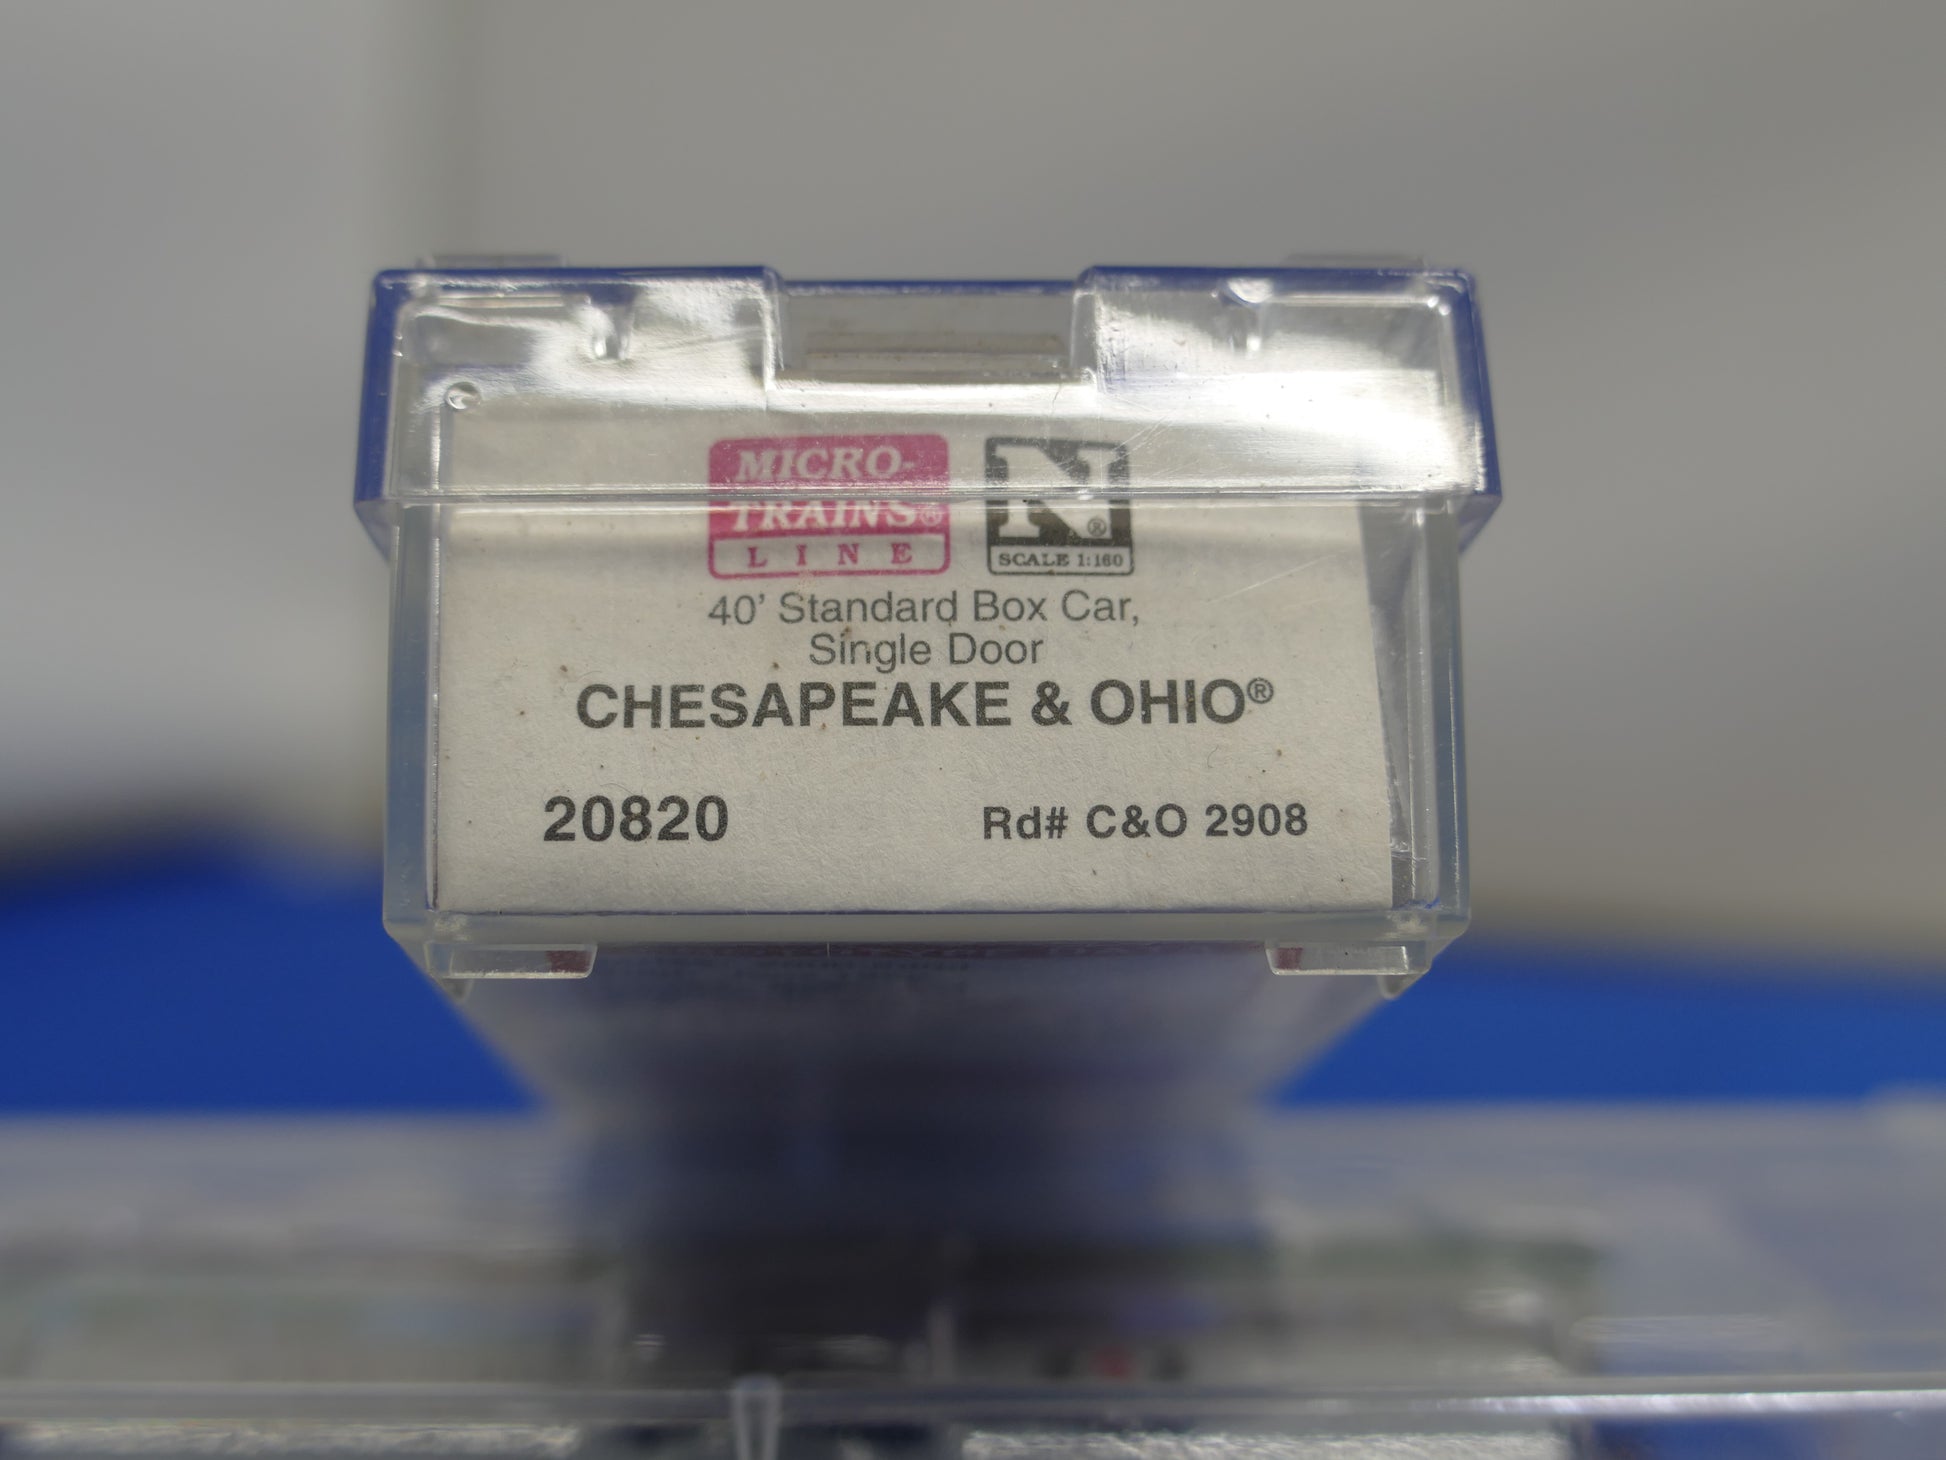 MICRO-
TRAINS®
LINE
N®
SCALE 1:160
40' Standard Box Car,
Single Door
CHESAPEAKE & OHIO®
20820
Rd# C&O 2908